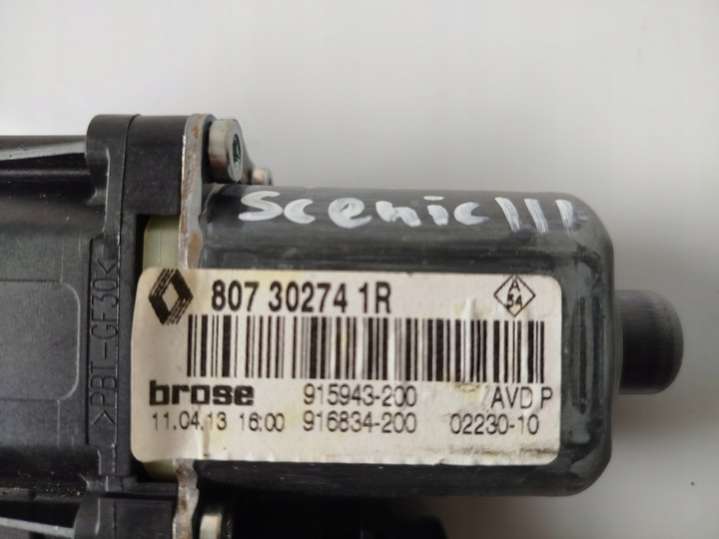 Scenic III
807 30274 1R
A
54
brose 915943-200 AVD P
11.04.13 16:00 916834-200 02230-10
>PBT-GF30<